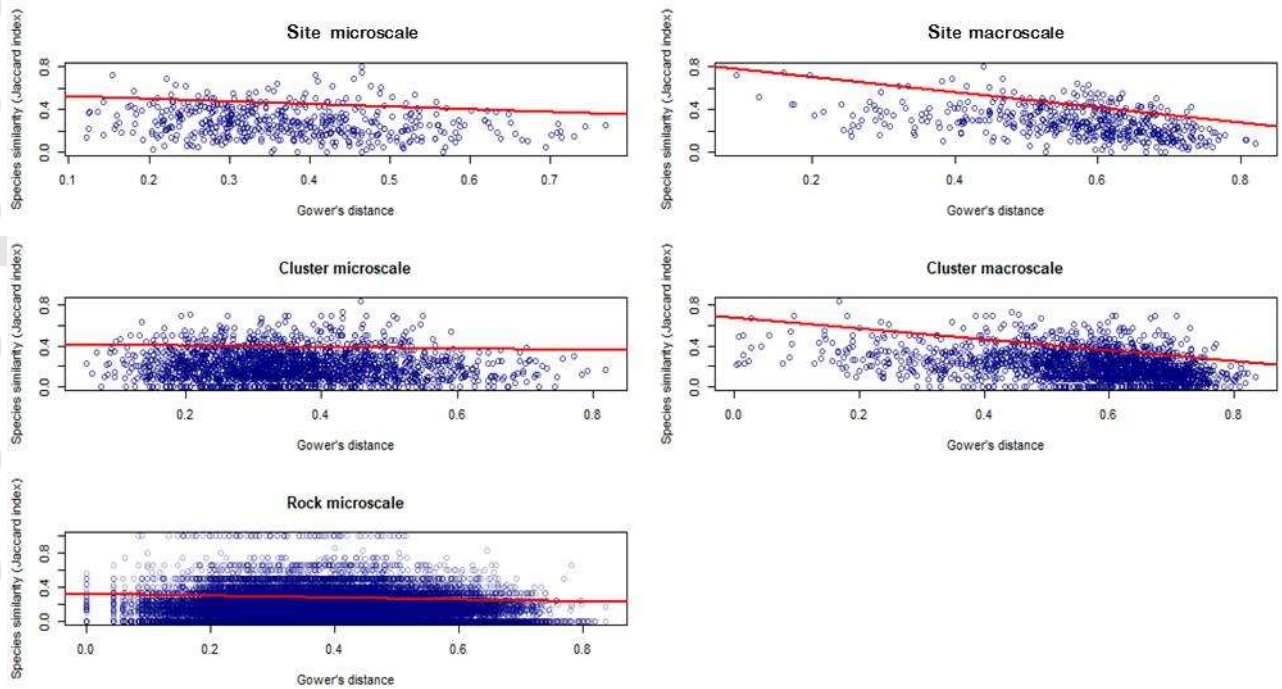 Site microscale
Species similarity (Jaccard index)
0.8
0.4
0.0
0.1 0.2 0.3 0.4 0.5 0.6 0.7
Gower's distance
Site macroscale
Species similarity (Jaccard index)
0.8
0.4
0.0
0.2 0.4 0.6 0.8
Gower's distance
Cluster microscale
Species similarity (Jaccard index)
0.8
0.4
0.0
0.2 0.4 0.6 0.8
Gower's distance
Cluster macroscale
Species similarity (Jaccard index)
0.8
0.4
0.0
0.0 0.2 0.4 0.6 0.8
Gower's distance
Rock microscale
Species similarity (Jaccard index)
0.8
0.4
0.0
0.0 0.2 0.4 0.6 0.8
Gower's distance